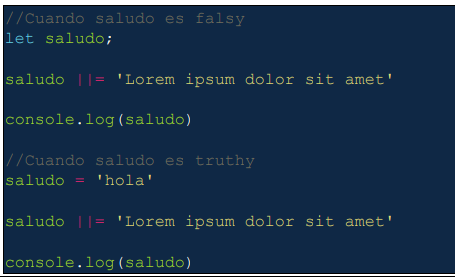 //Cuando saludo es falsy
let saludo;
saludo ||= 'Lorem ipsum dolor sit amet'
console.log(saludo)
//Cuando saludo es truthy
saludo = 'hola'
saludo ||= 'Lorem ipsum dolor sit amet'
console.log(saludo)